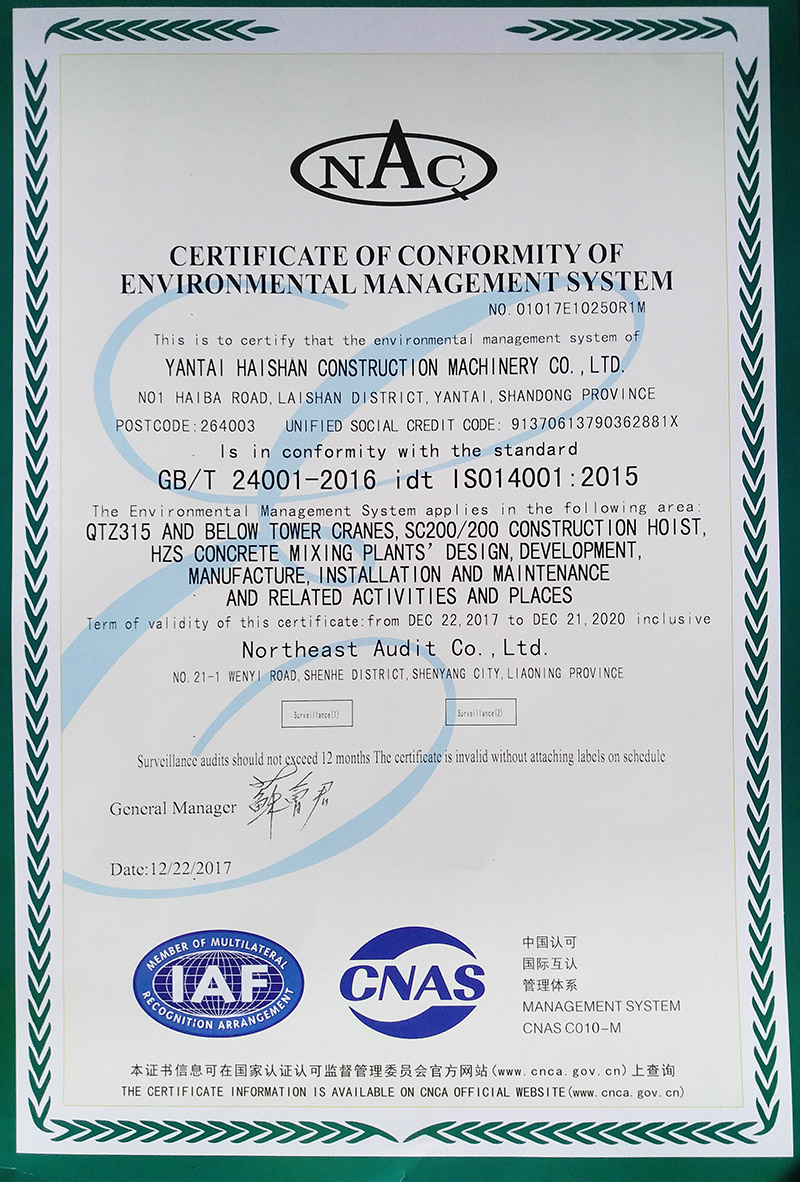 NAC
CERTIFICATE OF CONFORMITY OF
ENVIRONMENTAL MANAGEMENT SYSTEM
NO. 01017E10250R1M
This is to certify that the environmental management system of
YANTAI HAISHAN CONSTRUCTION MACHINERY CO.,LTD.
NO1 HAIBA ROAD, LAISHAN DISTRICT, YANTAI, SHANDONG PROVINCE
POSTCODE:264003 UNIFIED SOCIAL CREDIT CODE: 91370613790362881X
Is in conformity with the standard
GB/T 24001-2016 idt ISO14001:2015
The Environmental Management System applies in the following area:
QTZ315 AND BELOW TOWER CRANES, SC200/200 CONSTRUCTION HOIST,
HZS CONCRETE MIXING PLANTS' DESIGN, DEVELOPMENT,
MANUFACTURE, INSTALLATION AND MAINTENANCE
AND RELATED ACTIVITIES AND PLACES
Term of validity of this certificate:from DEC 22, 2017 to DEC 21, 2020 inclusive
Northeast Audit Co.,Ltd.
NO. 21-1 WENYI ROAD, SHENHE DISTRICT, SHENYANG CITY, LIAONING PROVINCE
Surveillance(1) Surveillance(2)
Surveillance audits should not exceed 12 months The certificate is invalid without attaching labels on schedule
General Manager
Date:12/22/2017
MEMBER OF MULTILATERAL
IAF
RECOGNITION ARRANGEMENT
CNAS
中国认可
国际互认
管理体系
MANAGEMENT SYSTEM
CNAS C010-M
本证书信息可在国家认证认可监督管理委员会官方网站(www.cnca.gov.cn)上查询
THE CERTIFICATE INFORMATION IS AVAILABLE ON CNCA OFFICIAL WEBSITE(www.cnca.gov.cn)